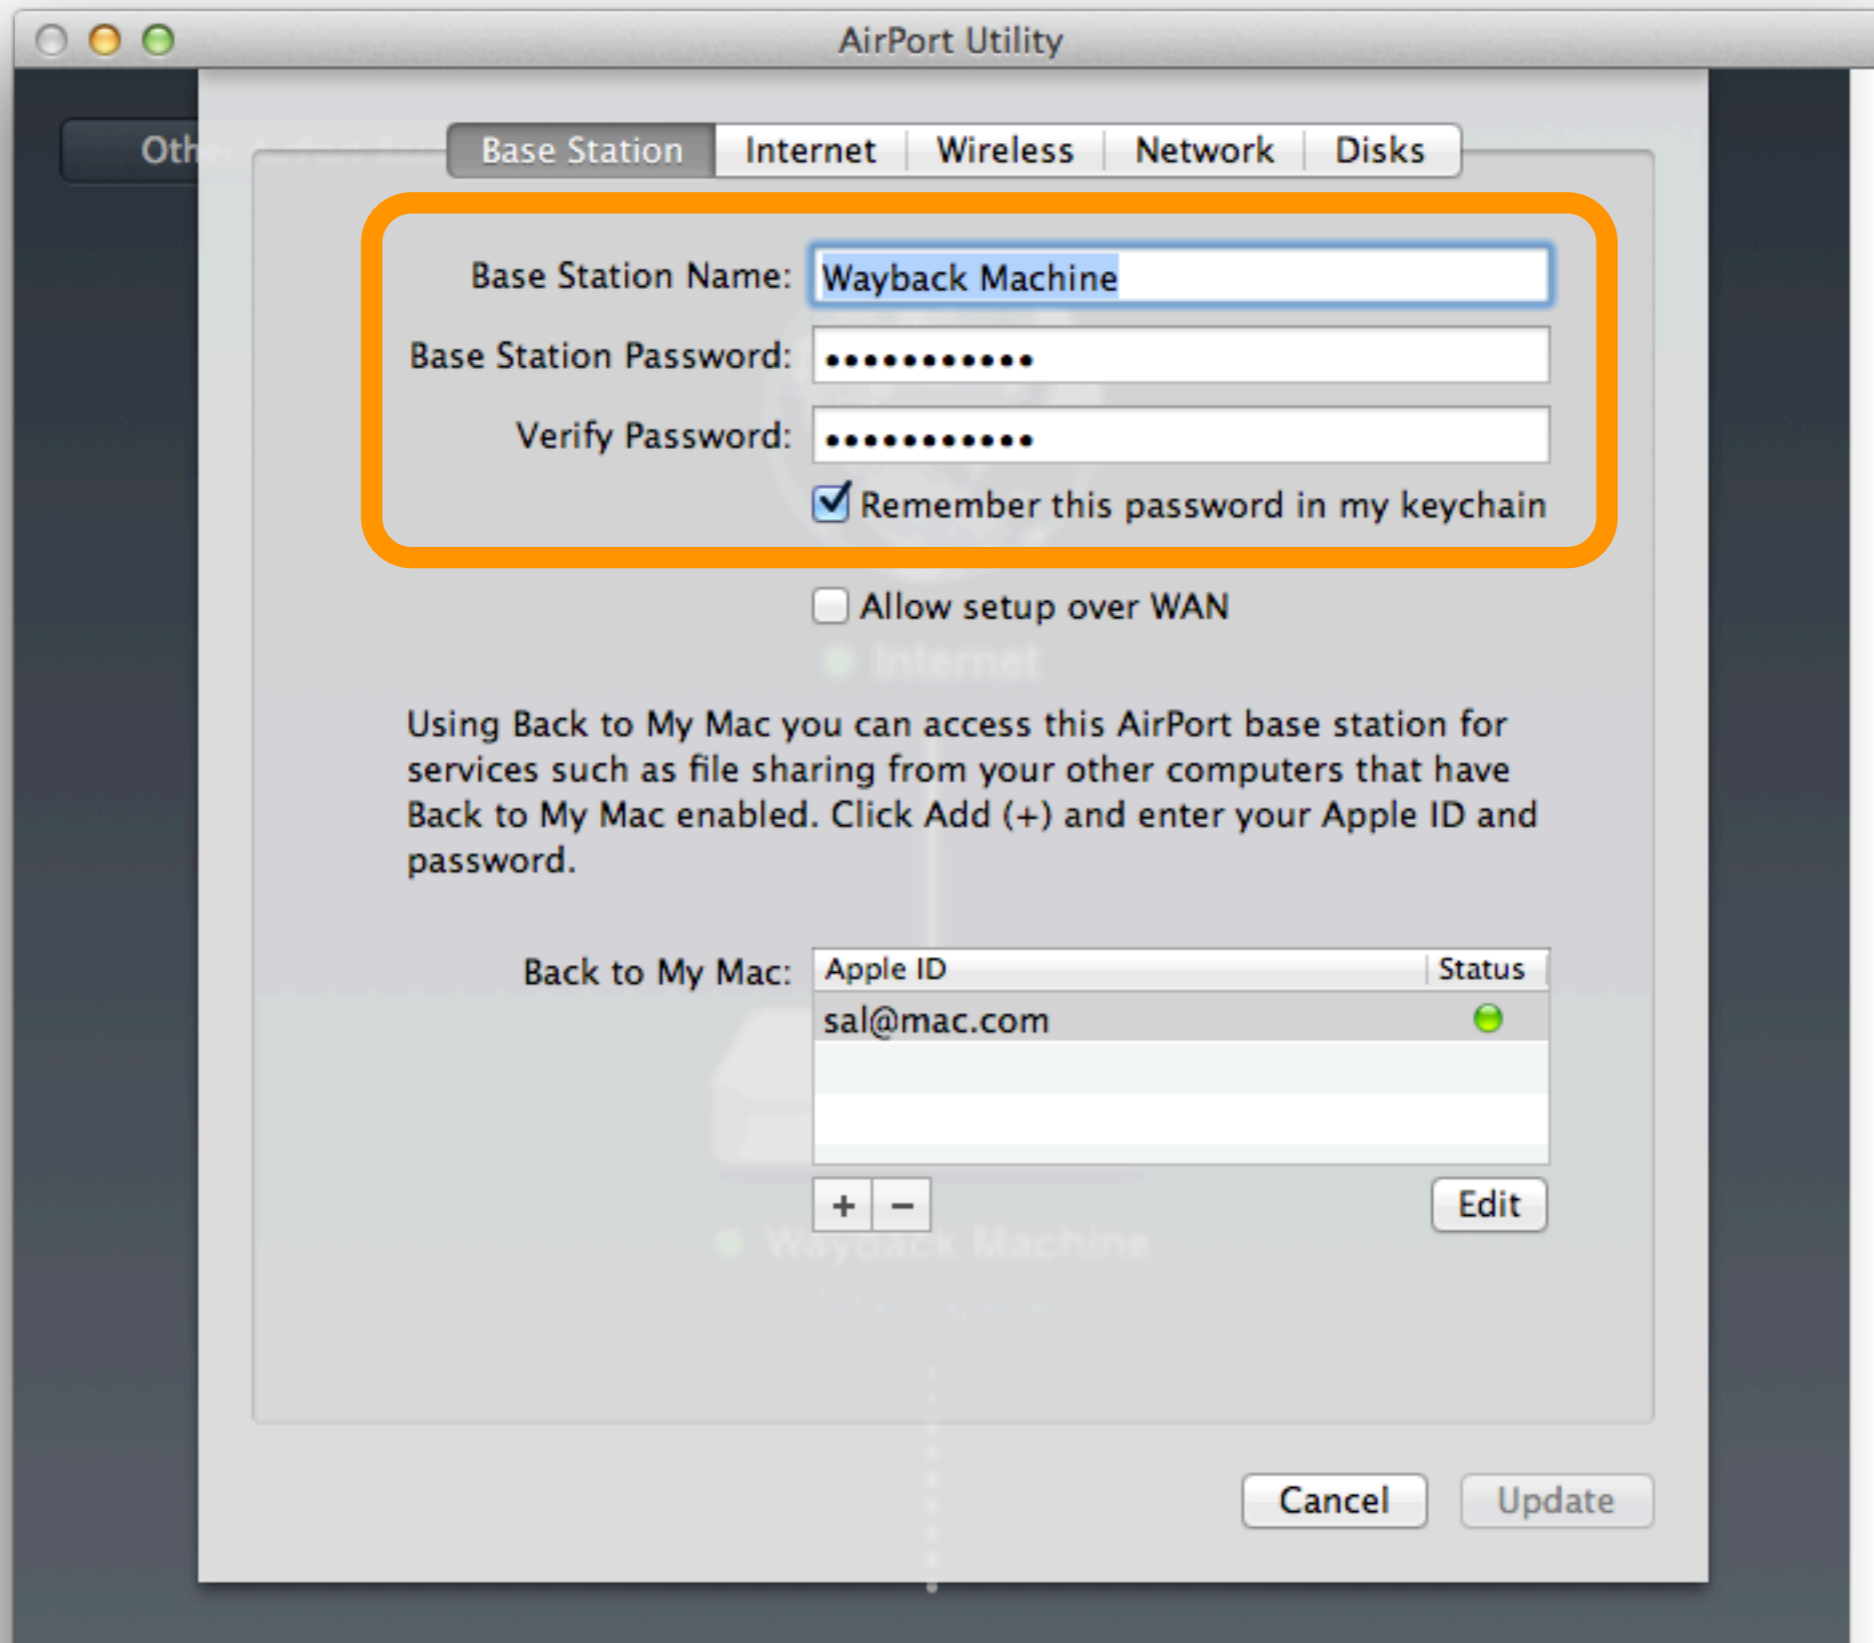 AirPort Utility
Oth
Base Station Internet Wireless Network Disks
Base Station Name: Wayback Machine
Base Station Password: •••••••••••
Verify Password: •••••••••••
Remember this password in my keychain
Allow setup over WAN
Internet
Using Back to My Mac you can access this AirPort base station for
services such as file sharing from your other computers that have
Back to My Mac enabled. Click Add (+) and enter your Apple ID and
password.
Back to My Mac: Apple ID Status
sal@mac.com
+ − Edit
Wayback Machine
Cancel Update